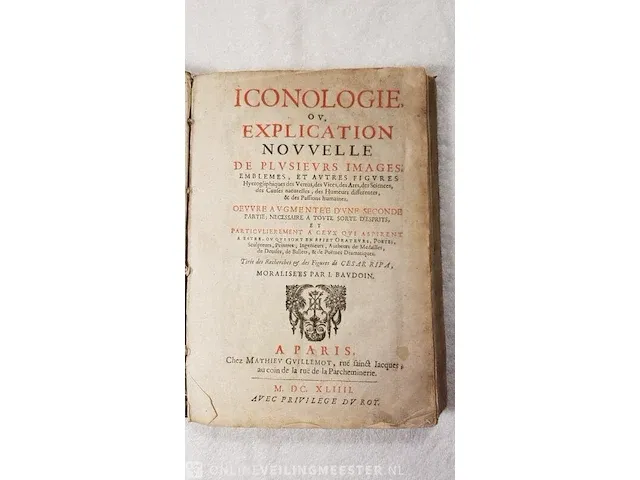 ICONOLOGIE,
OV,
EXPLICATION
NOVVELLE
DE PLVSIEVRS IMAGES,
EMBLEMES, ET AVTRES FIGVRES
Hyerogliphiques des Vertus, des Vices, des Arts, des Sciences,
des Causes naturelles, des Humeurs differentes,
& des Passions humaines.
OEVVRE AVGMENTEE D'VNE SECONDE
PARTIE; NECESSAIRE A TOVTE SORTE D'ESPRITS,
ET
PARTICVLIEREMENT A CEVX QVI ASPIRENT
A ESTRE, OV QVI SONT EN EFFET ORATEVRS, POETES,
Sculpteurs, Peintres, Ingenieurs, Autheurs de Medailles,
de Deuises, de Ballets, & de Poëmes Dramatiques.
Tirée des Recherches & des Figures de CESAR RIPA,
MORALISEES PAR I. BAVDOIN.
A PARIS,
Chez MATHIEV GVILLEMOT, ruë sainct Iacques,
au coin de la ruë de la Parcheminerie.
M. DC. XLIIII.
AVEC PRIVILEGE DV ROY.
ONLINEVEILINGMEESTER.NL